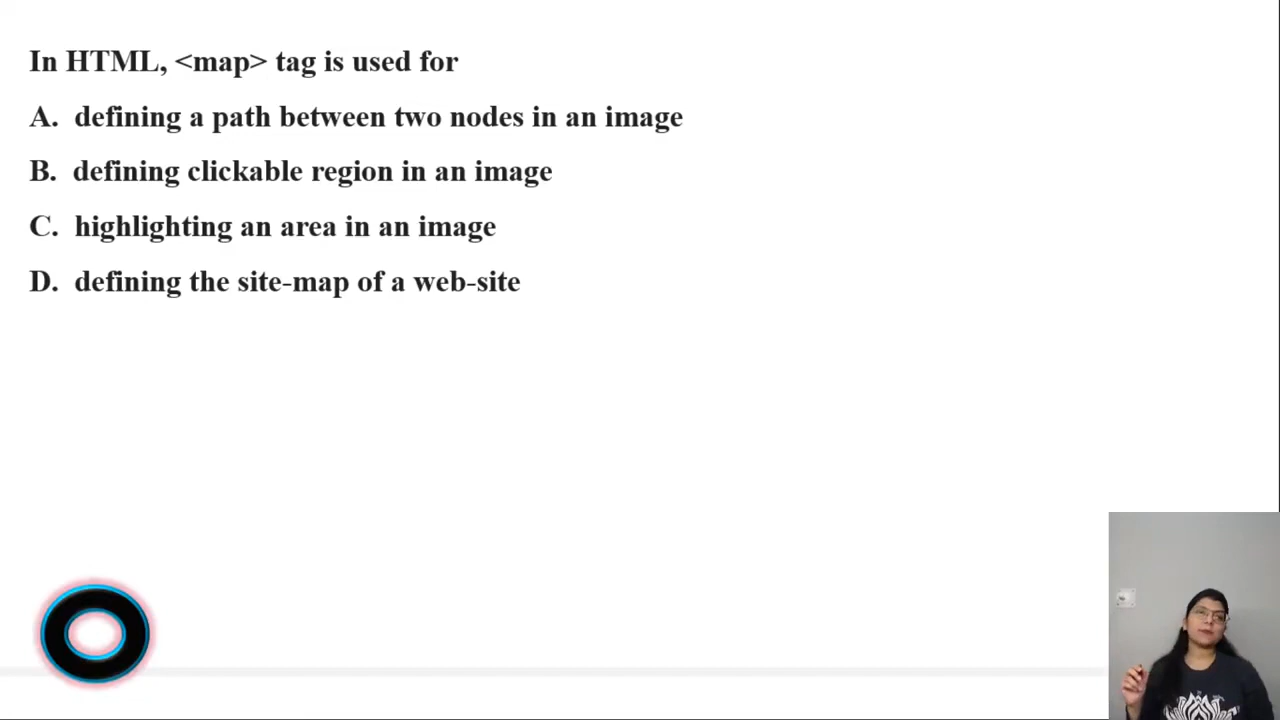 In HTML, <map> tag is used for
A. defining a path between two nodes in an image
B. defining clickable region in an image
C. highlighting an area in an image
D. defining the site-map of a web-site